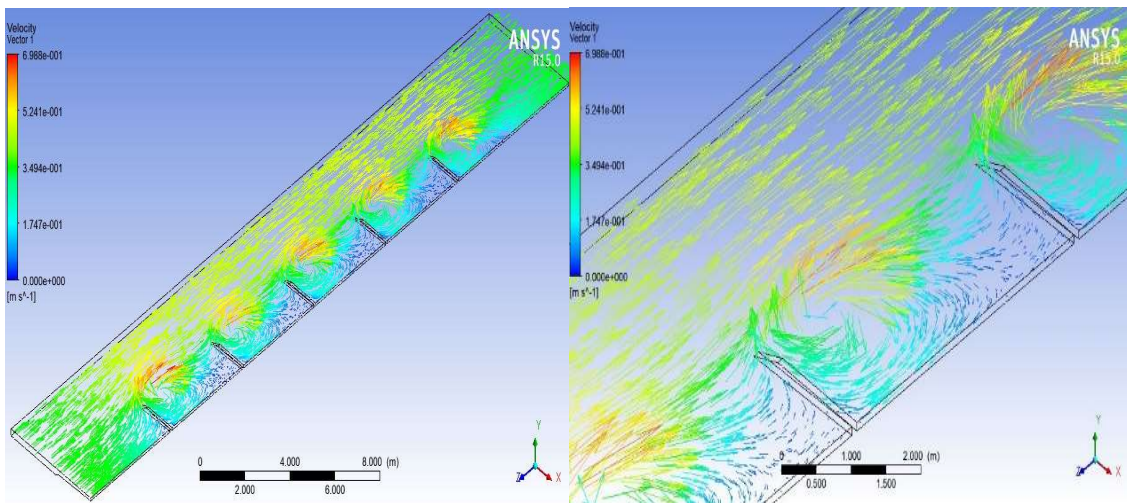 Velocity
Vector 1
6.988e-001
5.241e-001
3.494e-001
1.747e-001
0.000e+000
[m s^-1]
ANSYS
R15.0
0 4.000 8.000 (m)
2.000 6.000
Y
Z X
Velocity
Vector 1
6.988e-001
5.241e-001
3.494e-001
1.747e-001
0.000e+000
[m s^-1]
ANSYS
R15.0
0 1.000 2.000 (m)
0.500 1.500
Y
Z X